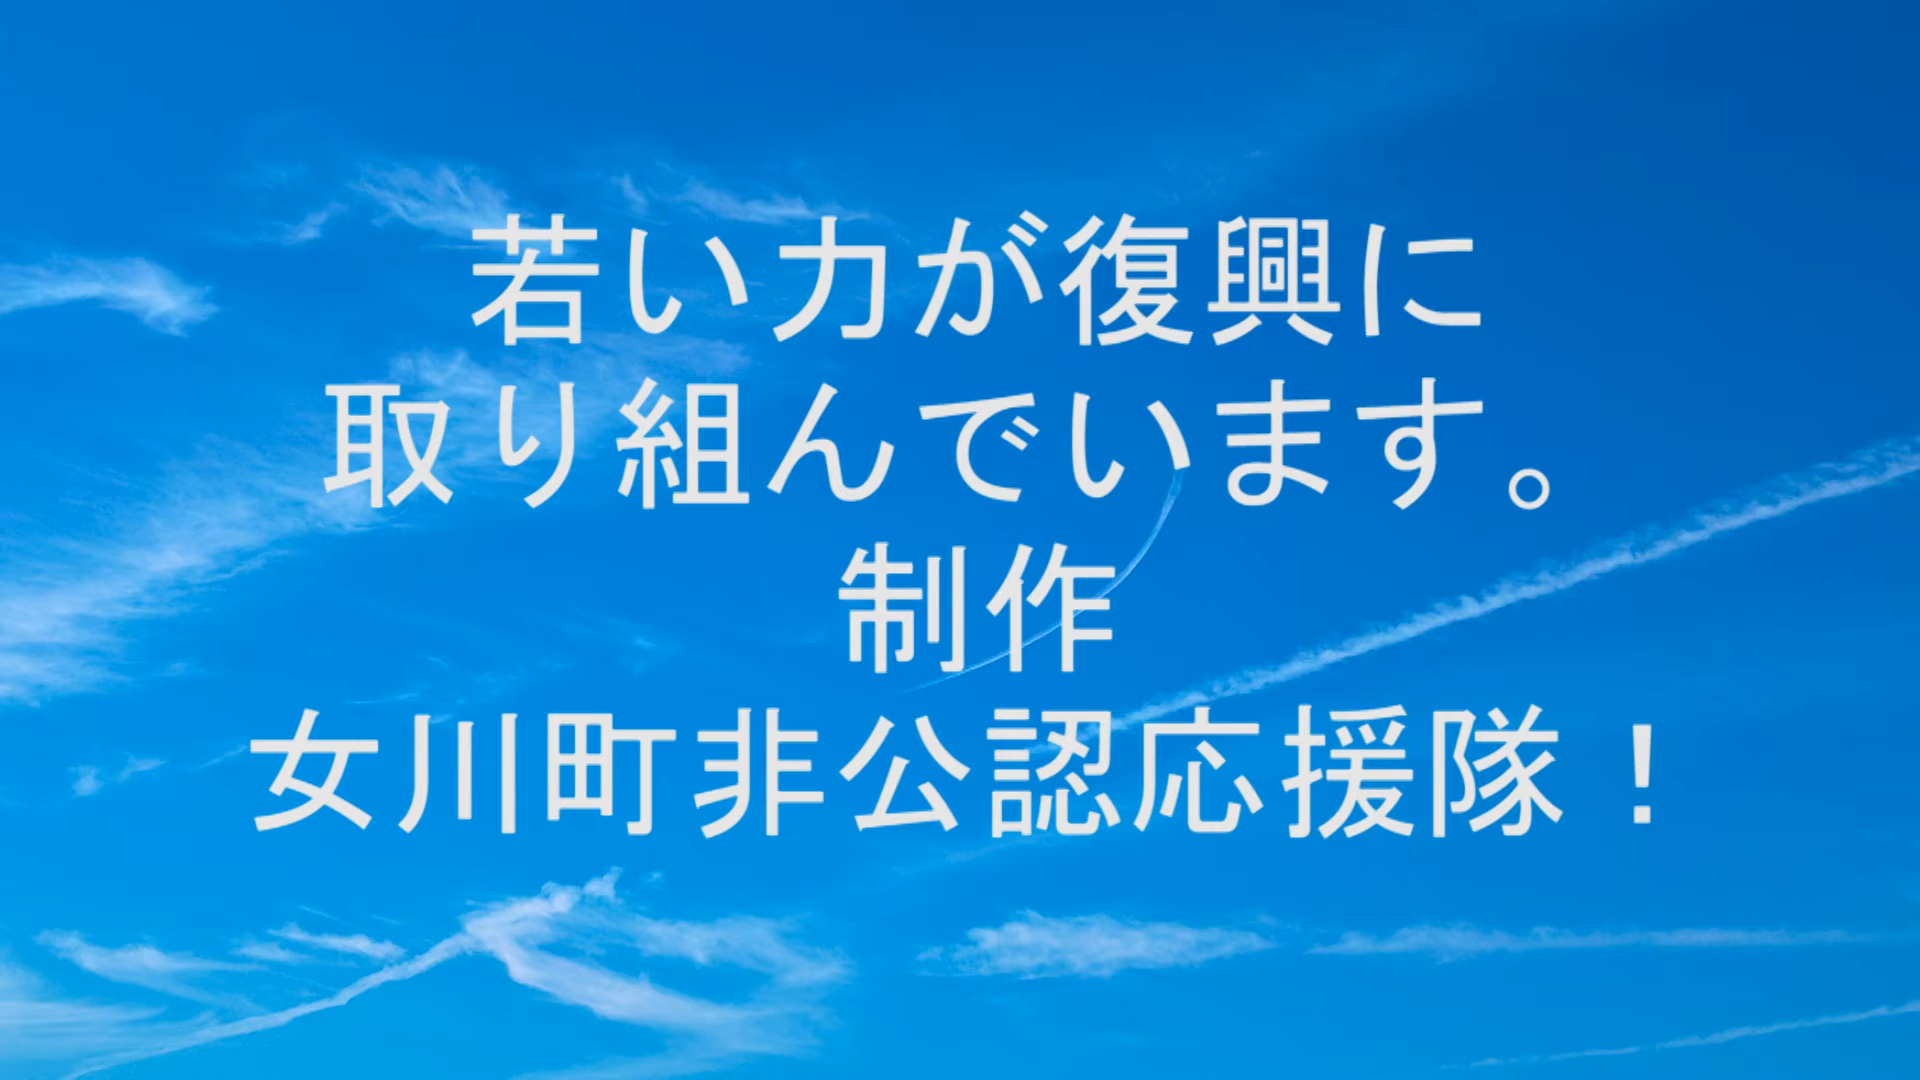 若い力が復興に
取り組んでいます。
制作
女川町非公認応援隊！